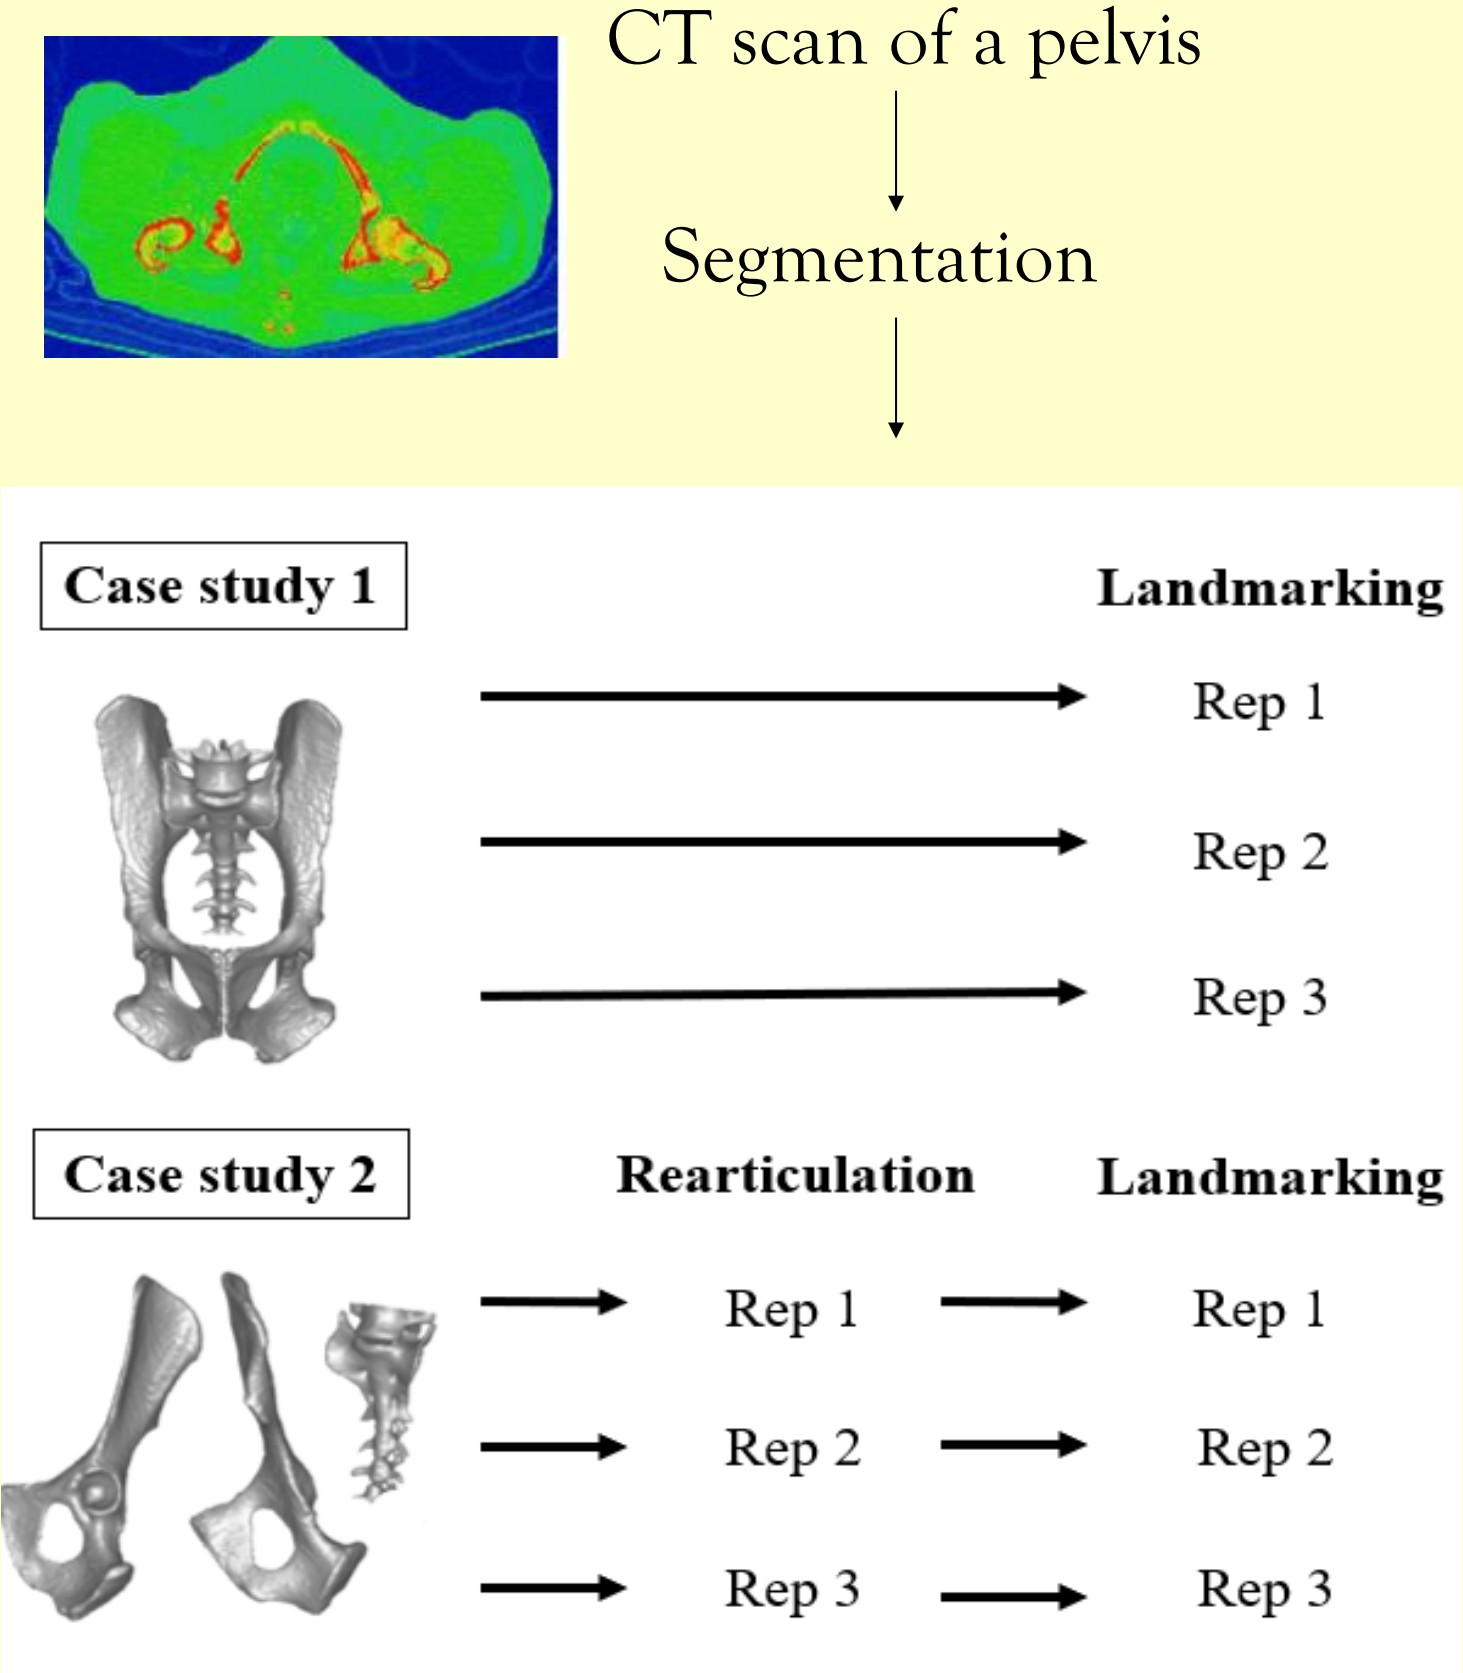 CT scan of a pelvis
Segmentation
Case study 1
Landmarking
Rep 1
Rep 2
Rep 3
Case study 2
Rearticulation
Landmarking
Rep 1
Rep 1
Rep 2
Rep 2
Rep 3
Rep 3